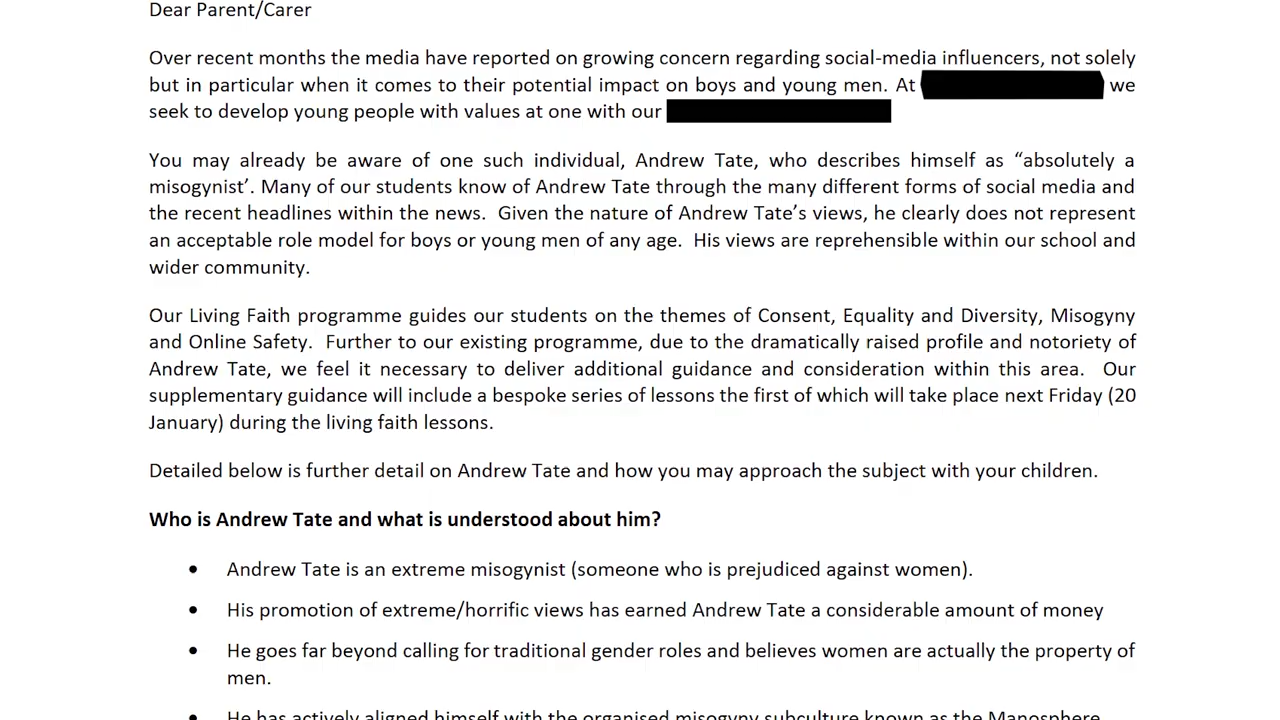 Dear Parent/Carer
Over recent months the media have reported on growing concern regarding social-media influencers, not solely
but in particular when it comes to their potential impact on boys and young men. At we
seek to develop young people with values at one with our
You may already be aware of one such individual, Andrew Tate, who describes himself as “absolutely a
misogynist’. Many of our students know of Andrew Tate through the many different forms of social media and
the recent headlines within the news. Given the nature of Andrew Tate’s views, he clearly does not represent
an acceptable role model for boys or young men of any age. His views are reprehensible within our school and
wider community.
Our Living Faith programme guides our students on the themes of Consent, Equality and Diversity, Misogyny
and Online Safety. Further to our existing programme, due to the dramatically raised profile and notoriety of
Andrew Tate, we feel it necessary to deliver additional guidance and consideration within this area. Our
supplementary guidance will include a bespoke series of lessons the first of which will take place next Friday (20
January) during the living faith lessons.
Detailed below is further detail on Andrew Tate and how you may approach the subject with your children.
Who is Andrew Tate and what is understood about him?
• Andrew Tate is an extreme misogynist (someone who is prejudiced against women).
• His promotion of extreme/horrific views has earned Andrew Tate a considerable amount of money
• He goes far beyond calling for traditional gender roles and believes women are actually the property of
men.
• He has actively aligned himself with the organised misogyny subculture known as the Manosphere